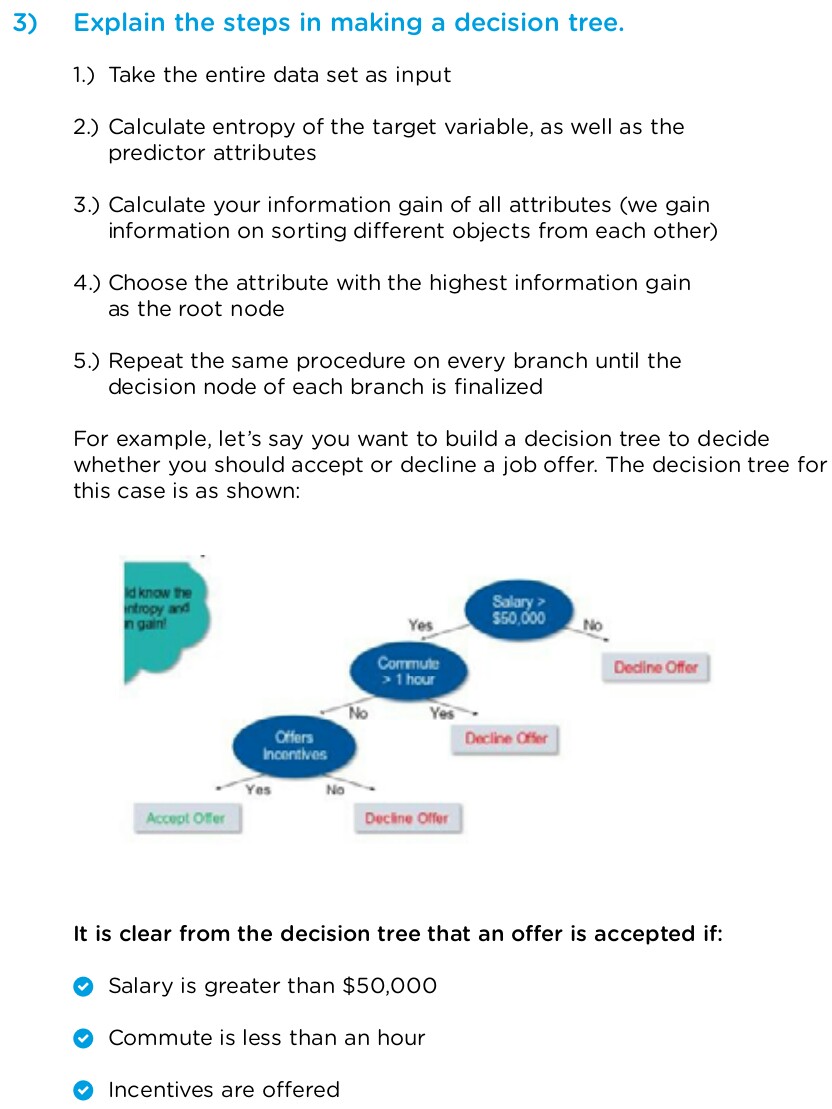 3) Explain the steps in making a decision tree.
1.) Take the entire data set as input
2.) Calculate entropy of the target variable, as well as the
predictor attributes
3.) Calculate your information gain of all attributes (we gain
information on sorting different objects from each other)
4.) Choose the attribute with the highest information gain
as the root node
5.) Repeat the same procedure on every branch until the
decision node of each branch is finalized
For example, let's say you want to build a decision tree to decide
whether you should accept or decline a job offer. The decision tree for
this case is as shown:
ld know the
ntropy and
n gain!
Salary >
$50,000
Yes
No
Commute
> 1 hour
Decline Offer
No
Yes
Offers
Incentives
Decline Offer
Yes
No
Accept Offer
Decline Offer
It is clear from the decision tree that an offer is accepted if:
Salary is greater than $50,000
Commute is less than an hour
Incentives are offered